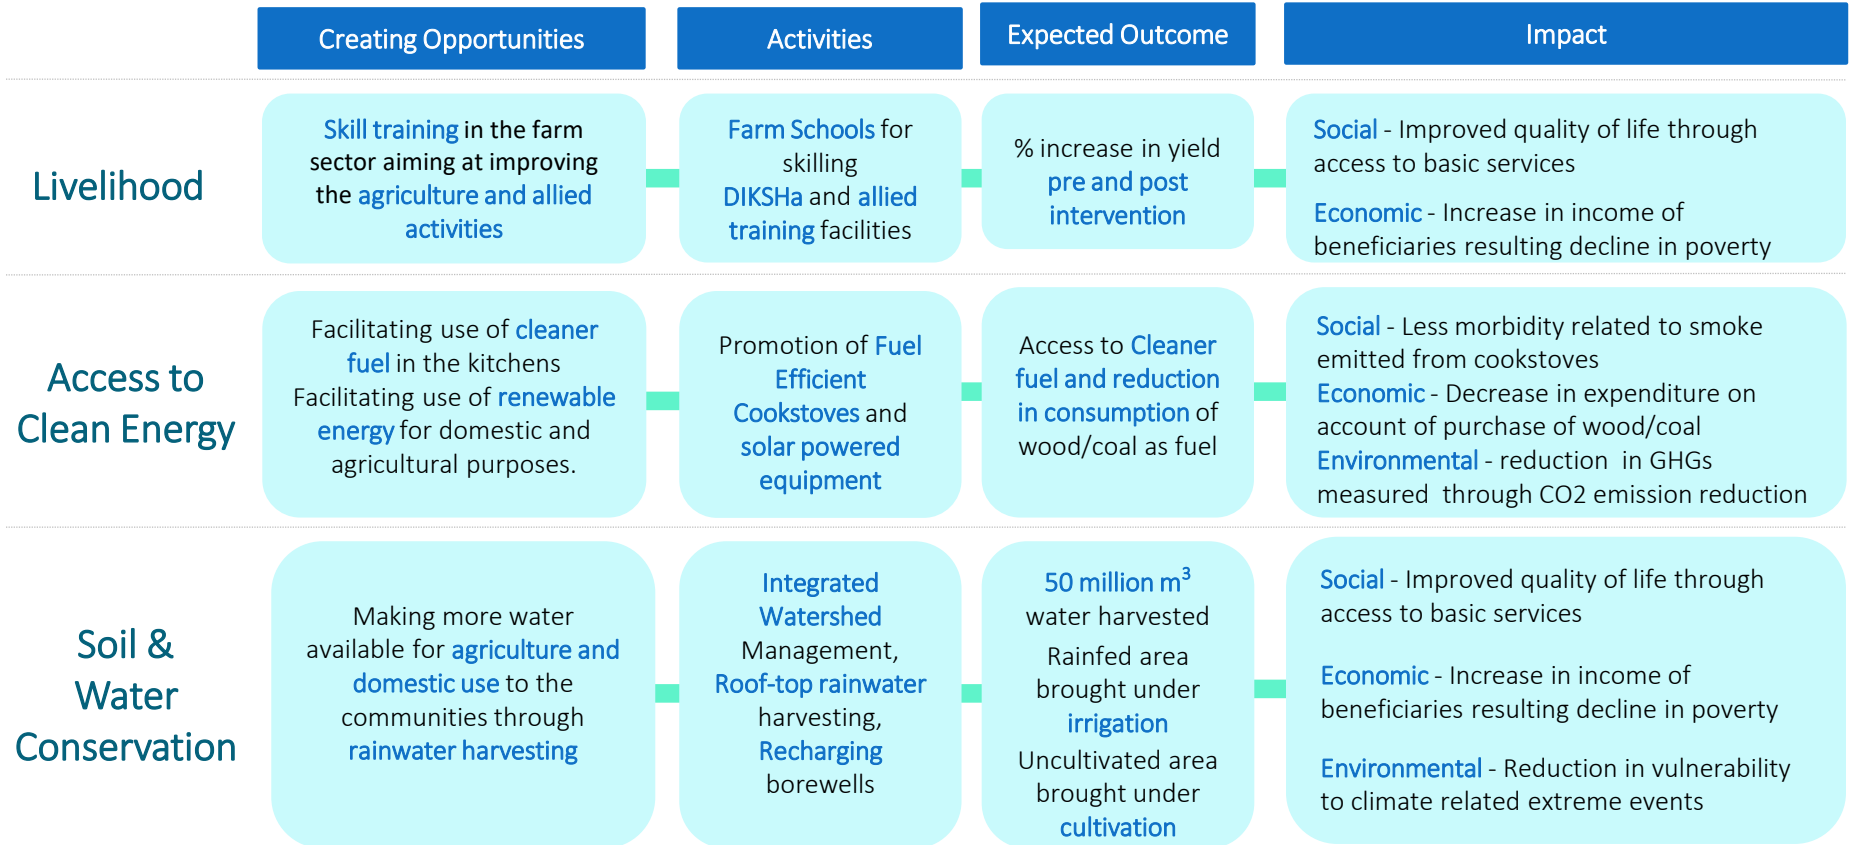 Creating Opportunities
Activities
Expected Outcome
Impact
Livelihood
Skill training in the farm
sector aiming at improving
the agriculture and allied
activities
Farm Schools for
skilling
DIKSHa and allied
training facilities
% increase in yield
pre and post
intervention
Social - Improved quality of life through
access to basic services
Economic - Increase in income of
beneficiaries resulting decline in poverty
Access to
Clean Energy
Facilitating use of cleaner
fuel in the kitchens
Facilitating use of renewable
energy for domestic and
agricultural purposes.
Promotion of Fuel
Efficient
Cookstoves and
solar powered
equipment
Access to Cleaner
fuel and reduction
in consumption of
wood/coal as fuel
Social - Less morbidity related to smoke
emitted from cookstoves
Economic - Decrease in expenditure on
account of purchase of wood/coal
Environmental - reduction in GHGs
measured through CO2 emission reduction
Soil &
Water
Conservation
Making more water
available for agriculture and
domestic use to the
communities through
rainwater harvesting
Integrated
Watershed
Management,
Roof-top rainwater
harvesting,
Recharging
borewells
50 million m³
water harvested
Rainfed area
brought under
irrigation
Uncultivated area
brought under
cultivation
Social - Improved quality of life through
access to basic services
Economic - Increase in income of
beneficiaries resulting decline in poverty
Environmental - Reduction in vulnerability
to climate related extreme events